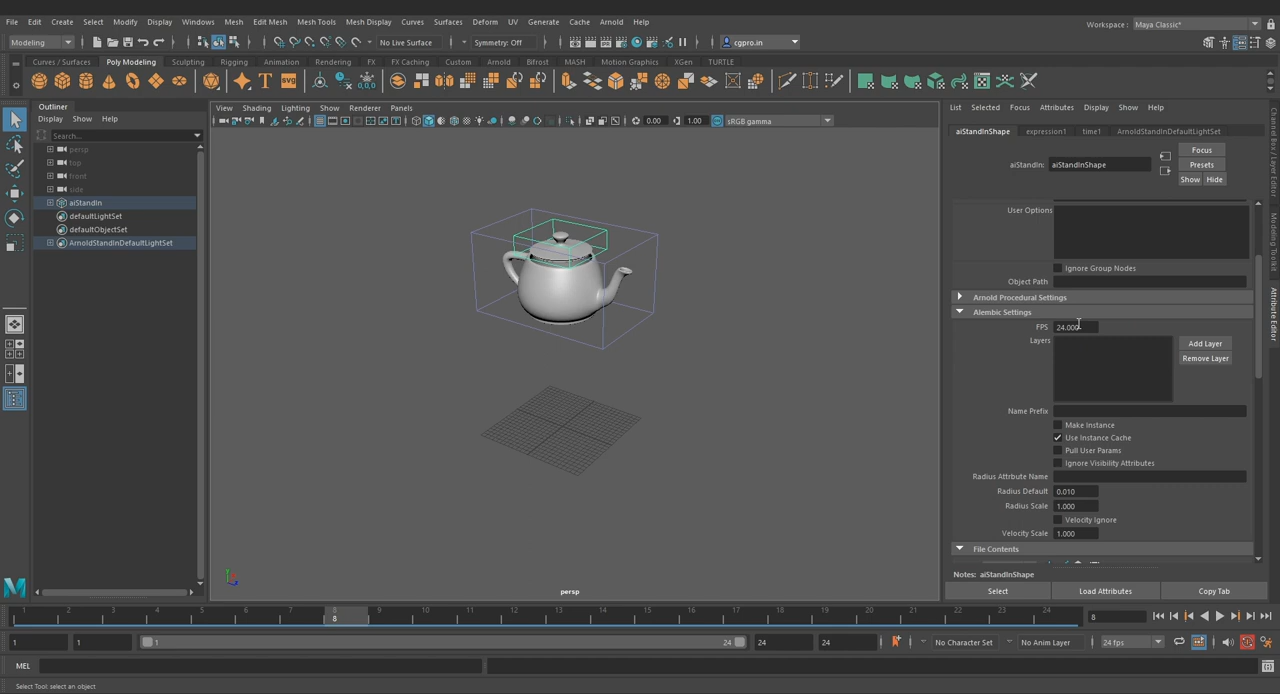 File Edit Create Select Modify Display Windows Mesh Edit Mesh Mesh Tools Mesh Display Curves Surfaces Deform UV Generate Cache Arnold Help
Workspace : Maya Classic*
Modeling No Live Surface Symmetry: Off cgpro.in
Curves / Surfaces Poly Modeling Sculpting Rigging Animation Rendering FX FX Caching Custom Arnold Bifrost MASH Motion Graphics XGen TURTLE
Outliner
Display Show Help
Search...
persp
top
front
side
aiStandIn
defaultLightSet
defaultObjectSet
ArnoldStandInDefaultLightSet
View Shading Lighting Show Renderer Panels
0.00 1.00 sRGB gamma
persp
List Selected Focus Attributes Display Show Help
aiStandInShape expression1 time1 ArnoldStandInDefaultLightSet
aiStandIn: aiStandInShape
Focus
Presets
Show Hide
User Options
Ignore Group Nodes
Object Path
Arnold Procedural Settings
Alembic Settings
FPS 24.000
Layers
Add Layer
Remove Layer
Name Prefix
Make Instance
Use Instance Cache
Pull User Params
Ignore Visibility Attributes
Radius Attribute Name
Radius Default 0.010
Radius Scale 1.000
Velocity Ignore
Velocity Scale 1.000
File Contents
Notes: aiStandInShape
Select Load Attributes Copy Tab
Channel Box / Layer Editor
Modeling Toolkit
Attribute Editor
1 2 3 4 5 6 7 8 9 10 11 12 13 14 15 16 17 18 19 20 21 22 23 24
8
8
1 1 1 24 24 24 No Character Set No Anim Layer 24 fps
MEL
Select Tool: select an object